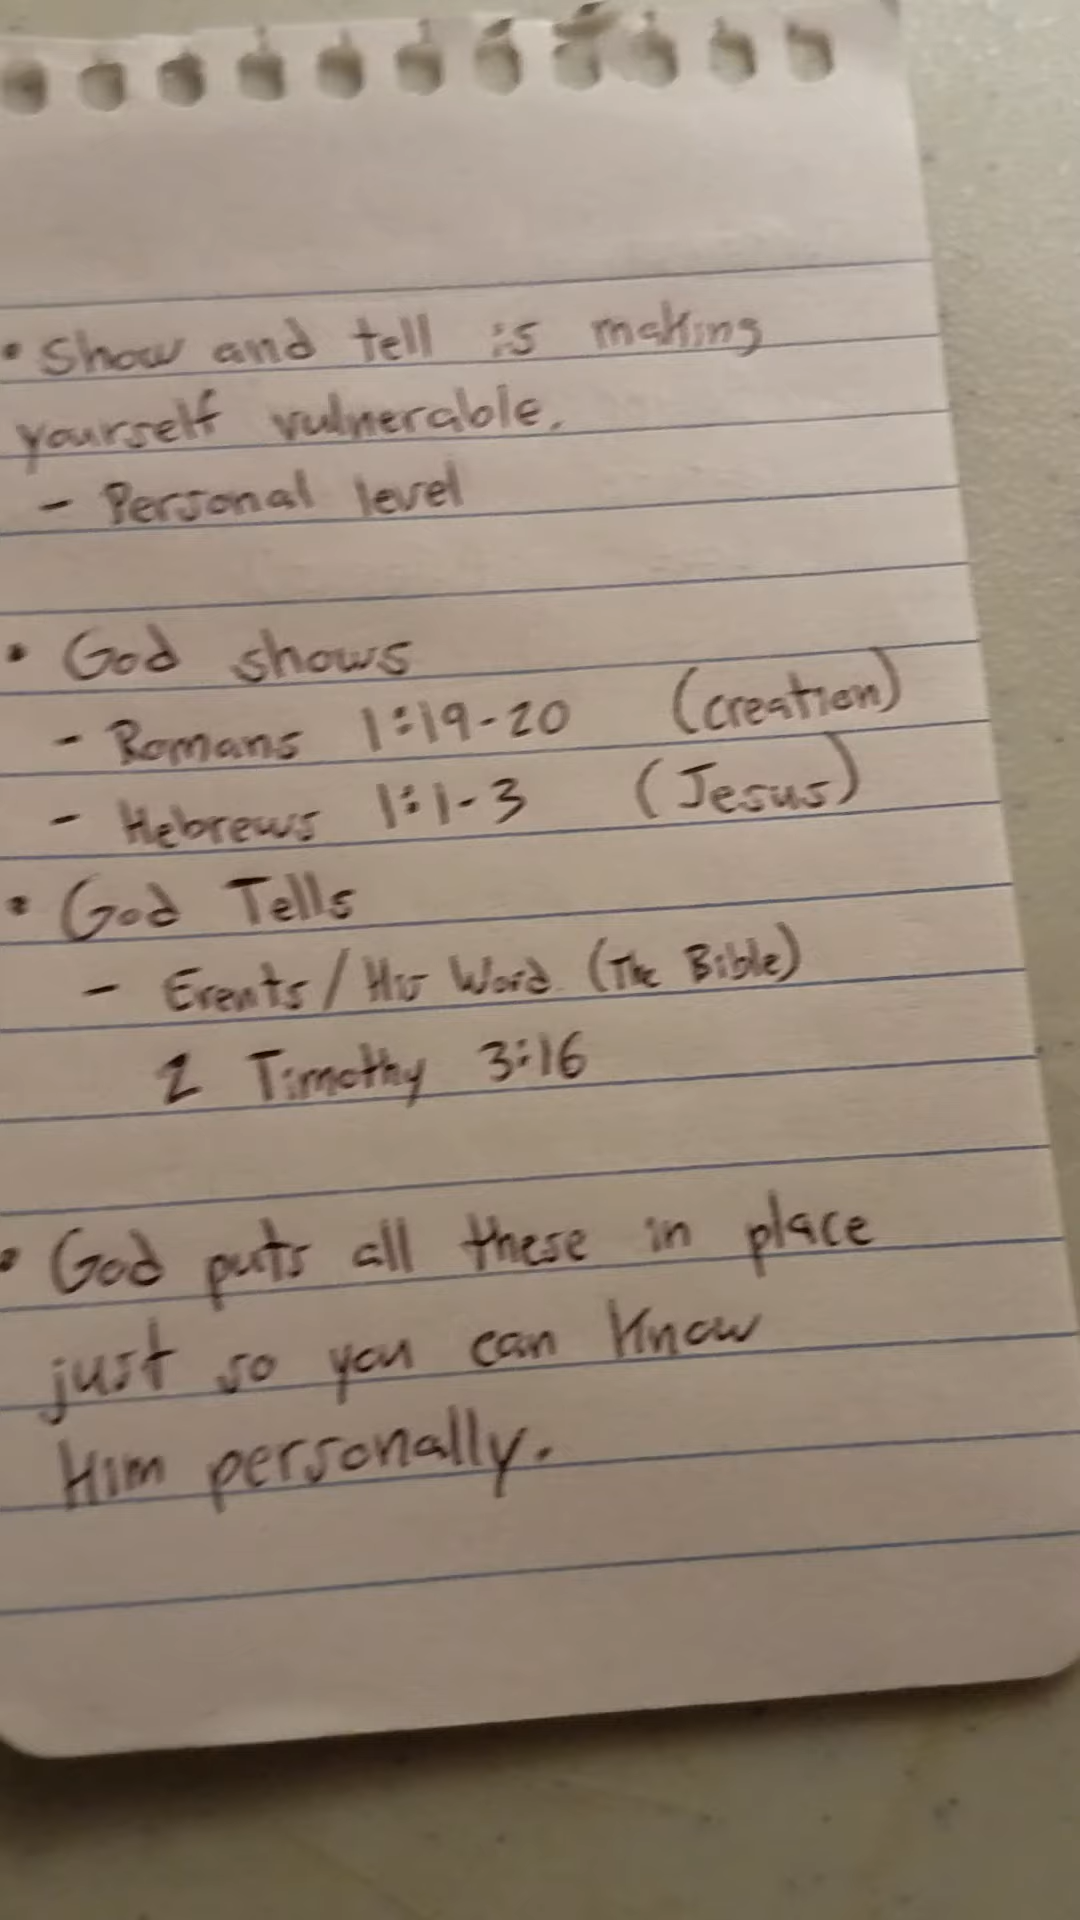 • Show and tell is making
yourself vulnerable.
- Personal level
• God shows
- Romans 1:19-20 (creation)
- Hebrews 1:1-3 (Jesus)
• God Tells
- Events/His Word (The Bible)
2 Timothy 3:16
• God puts all these in place
just so you can know
Him personally.